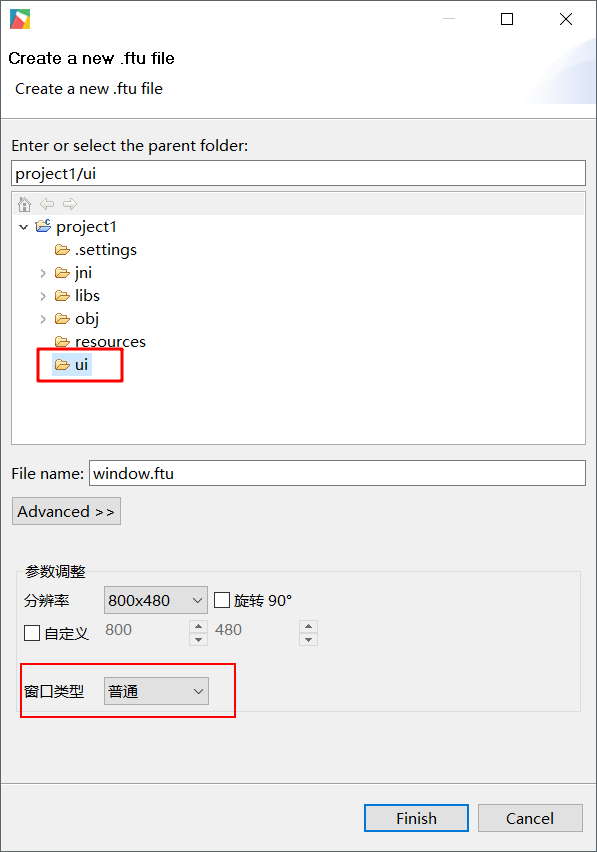 Create a new .ftu file
Create a new .ftu file
Enter or select the parent folder:
project1/ui
project1
.settings
jni
libs
obj
resources
ui
File name: window.ftu
Advanced >>
参数调整
分辨率 800x480 旋转 90°
自定义 800 480
窗口类型 普通
Finish Cancel